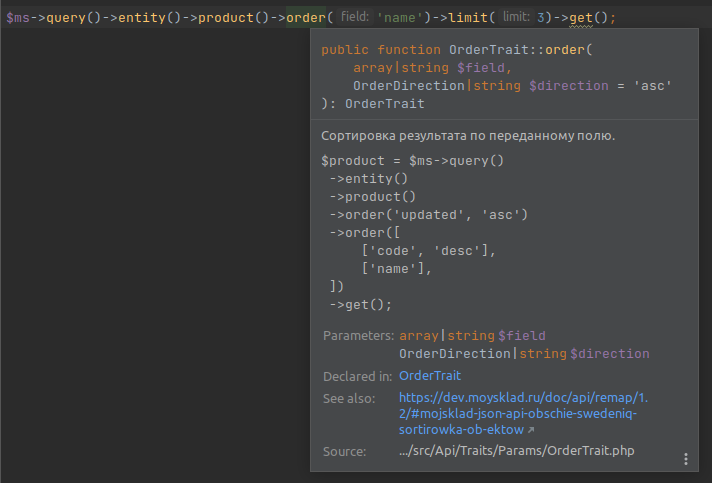 $ms->query()->entity()->product()->order( field: 'name')->limit( limit: 3)->get();
public function OrderTrait::order(
    array|string $field,
    OrderDirection|string $direction = 'asc'
): OrderTrait
Сортировка результата по переданному полю.
$product = $ms->query()
 ->entity()
 ->product()
 ->order('updated', 'asc')
 ->order([
     ['code', 'desc'],
     ['name'],
 ])
 ->get();
Parameters: array|string $field
OrderDirection|string $direction
Declared in: OrderTrait
See also: https://dev.moysklad.ru/doc/api/remap/1.
2/#mojsklad-json-api-obschie-swedeniq-
sortirowka-ob-ektow
Source: .../src/Api/Traits/Params/OrderTrait.php